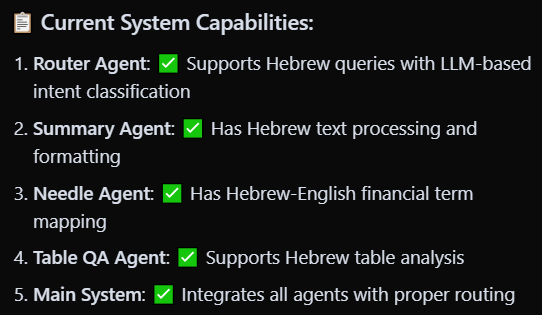 📋 Current System Capabilities:
1. Router Agent: ✅ Supports Hebrew queries with LLM-based
intent classification
2. Summary Agent: ✅ Has Hebrew text processing and
formatting
3. Needle Agent: ✅ Has Hebrew-English financial term
mapping
4. Table QA Agent: ✅ Supports Hebrew table analysis
5. Main System: ✅ Integrates all agents with proper routing